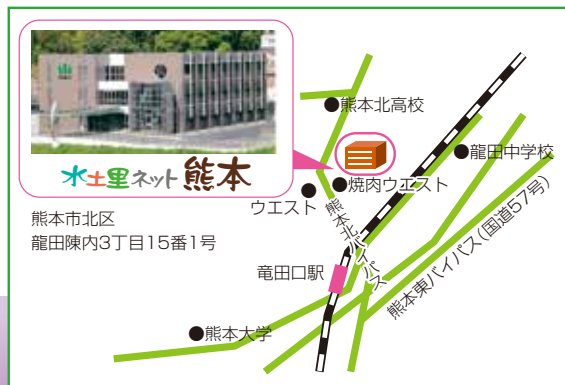 水土里ネット熊本
熊本市北区
龍田陳内3丁目15番1号
●熊本北高校
●龍田中学校
●焼肉ウエスト
ウエスト
熊本北バイパス
熊本東バイパス(国道57号)
竜田口駅
●熊本大学